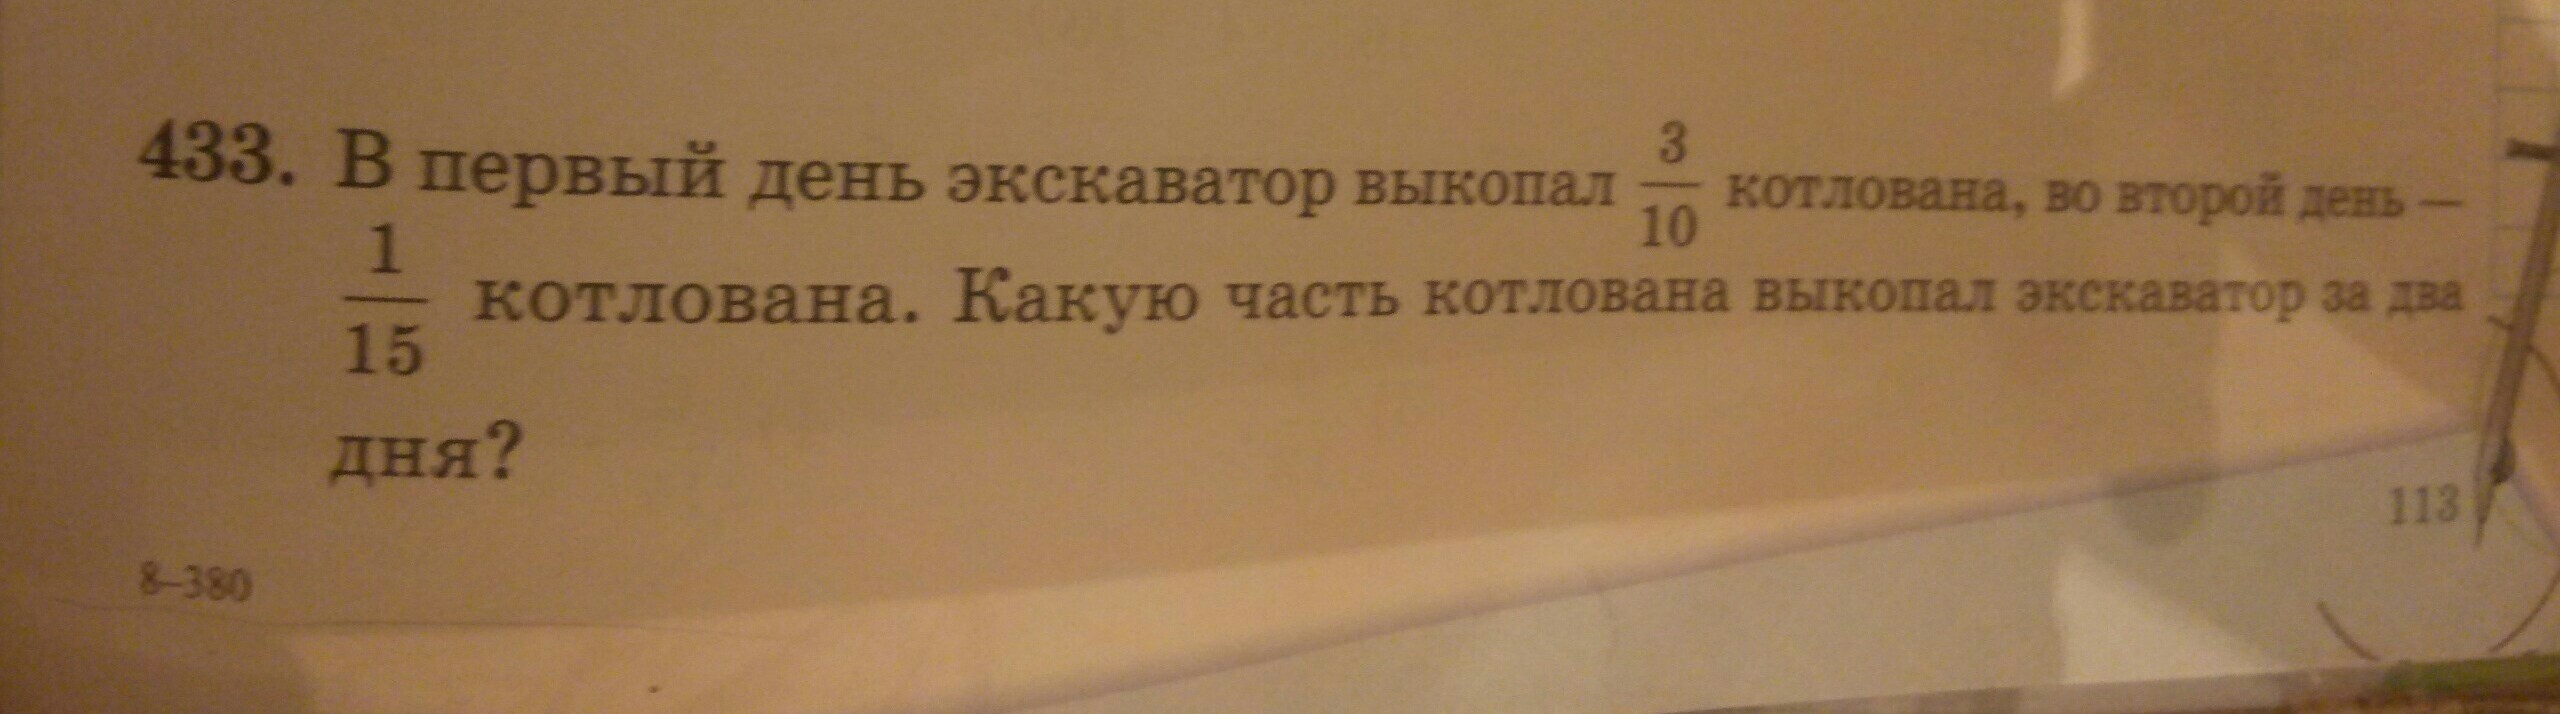 433. В первый день экскаватор выкопал 3/10 котлована, во второй день —
1/15 котлована. Какую часть котлована выкопал экскаватор за два
дня?
113
8–380